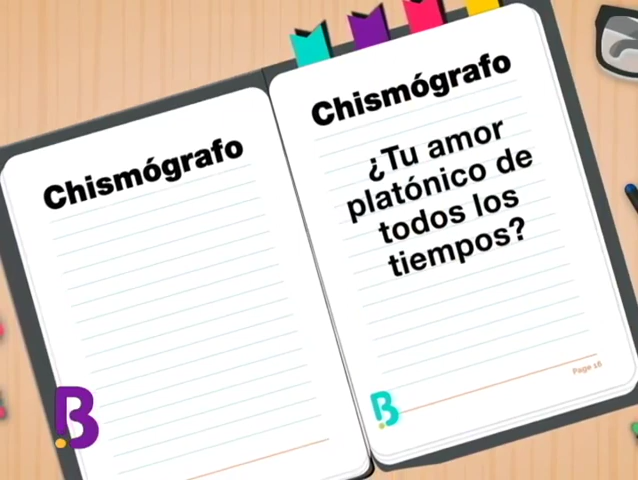 Chismógrafo
Chismógrafo
¿Tu amor
platónico de
todos los
tiempos?
Page 16
B
B